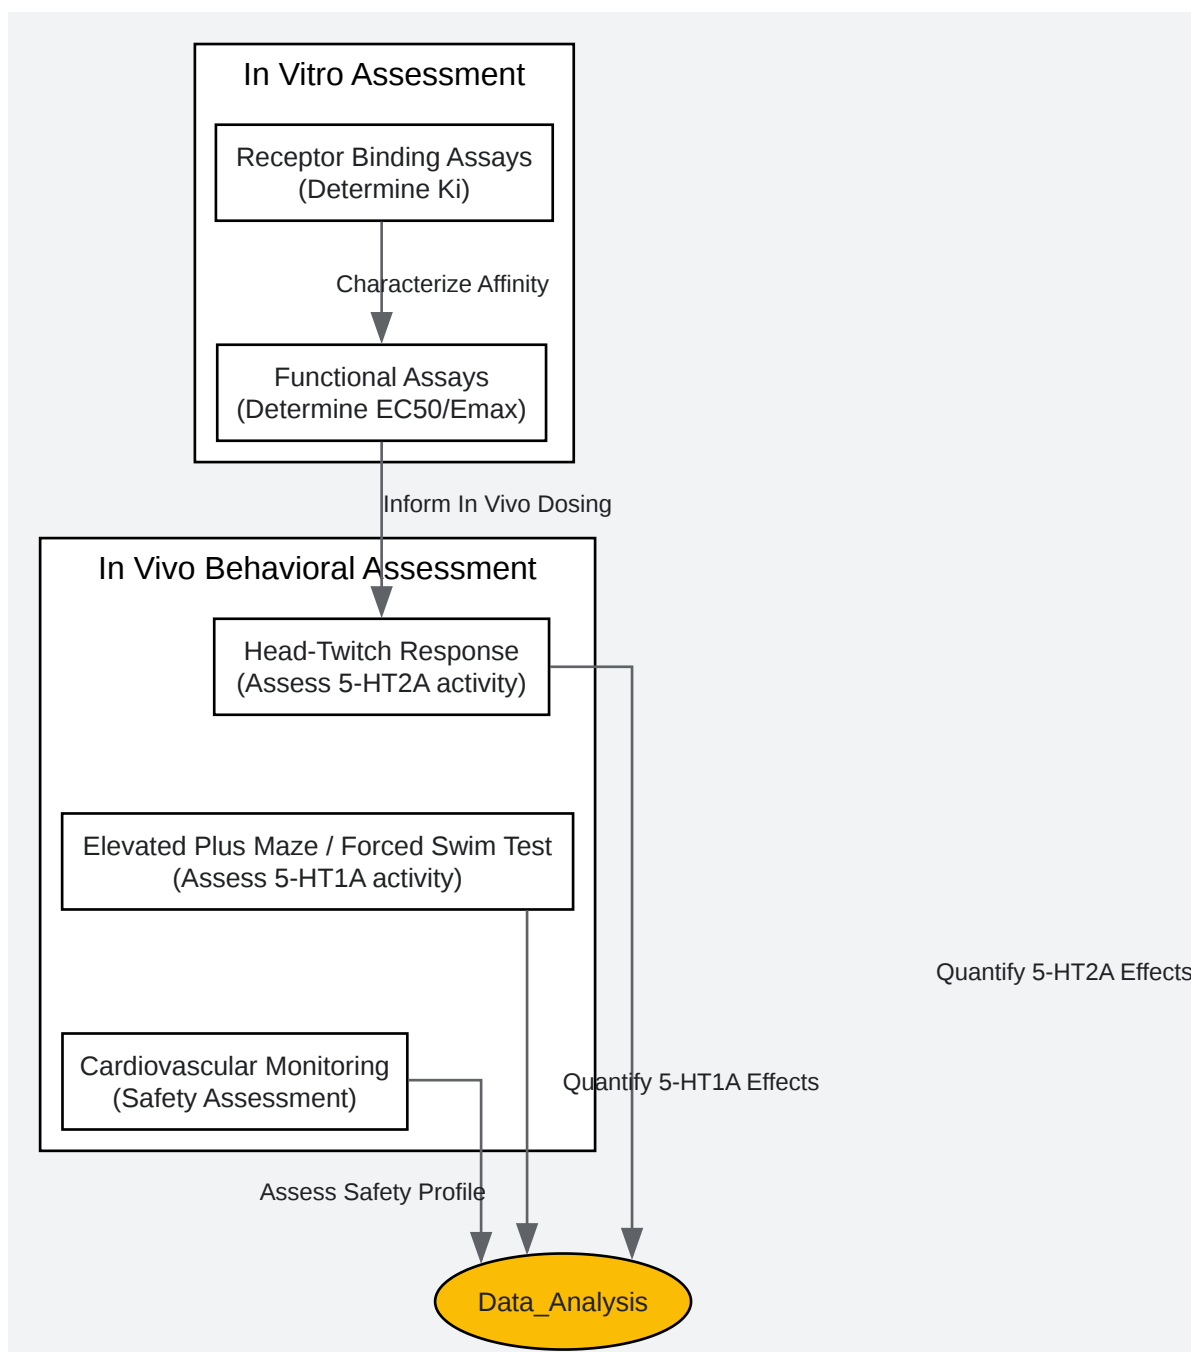 In Vitro Assessment
Receptor Binding Assays
(Determine Ki)
Characterize Affinity
Functional Assays
(Determine EC50/Emax)
Inform In Vivo Dosing
In Vivo Behavioral Assessment
Head-Twitch Response
(Assess 5-HT2A activity)
Elevated Plus Maze / Forced Swim Test
(Assess 5-HT1A activity)
Quantify 5-HT2A Effects
Cardiovascular Monitoring
(Safety Assessment)
Quantify 5-HT1A Effects
Assess Safety Profile
Data_Analysis